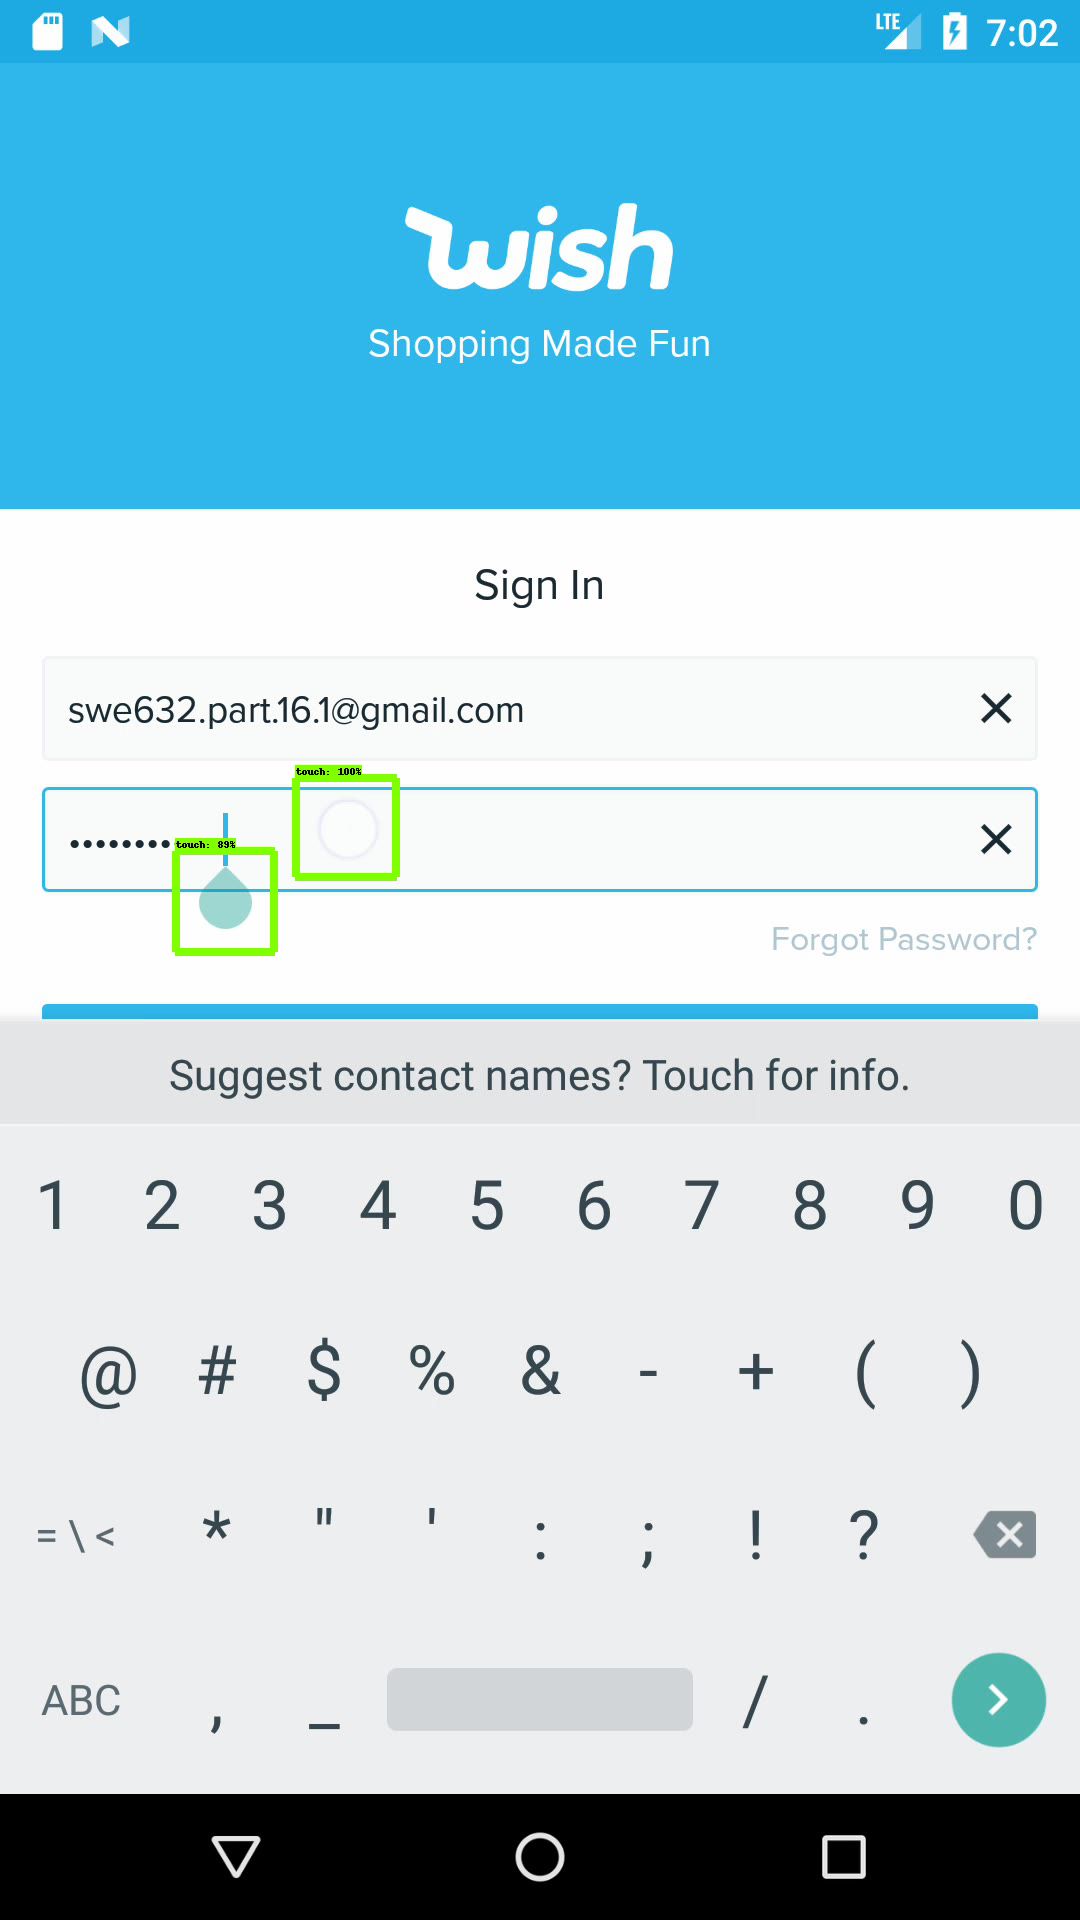 LTE 7:02
wish
Shopping Made Fun
Sign In
swe632.part.16.1@gmail.com
touch: 100%
••••••••
touch: 89%
Forgot Password?
Suggest contact names? Touch for info.
1 2 3 4 5 6 7 8 9 0
@ # $ % & - + ( )
= \ < * " ' : ; ! ?
ABC , _ / .